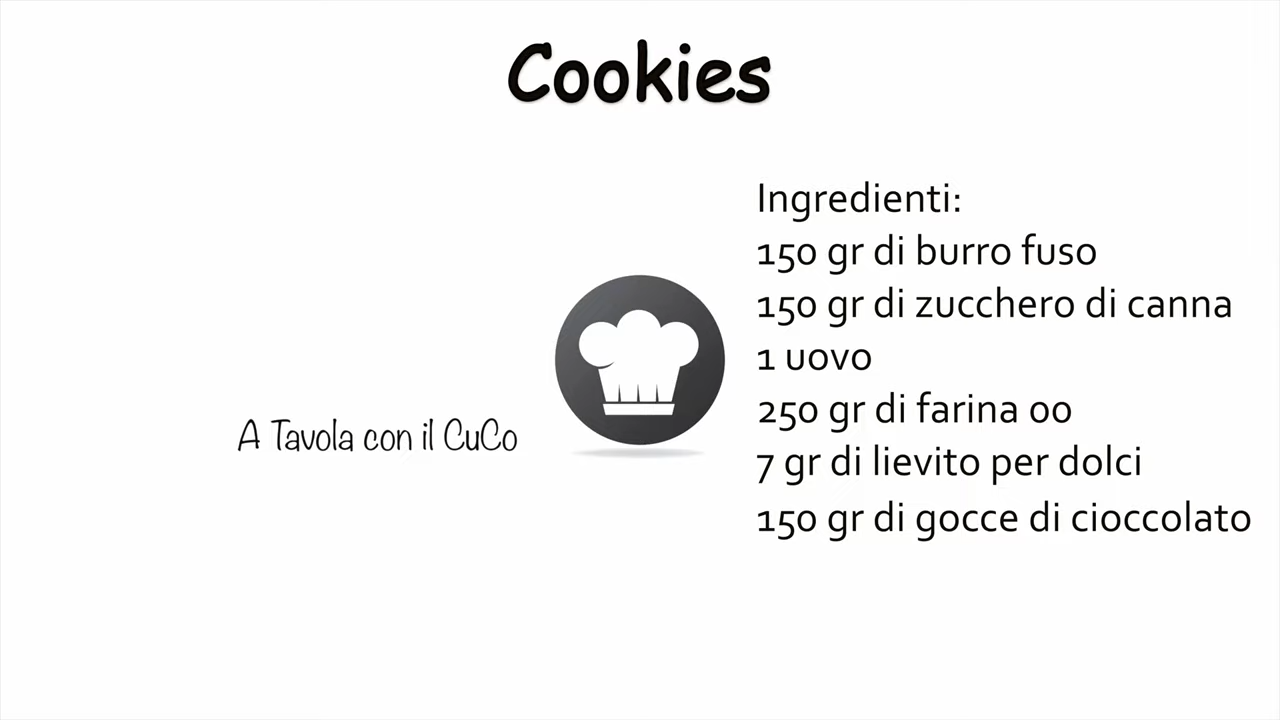 Cookies
Ingredienti:
150 gr di burro fuso
150 gr di zucchero di canna
1 uovo
250 gr di farina 00
7 gr di lievito per dolci
150 gr di gocce di cioccolato
A Tavola con il CuCo